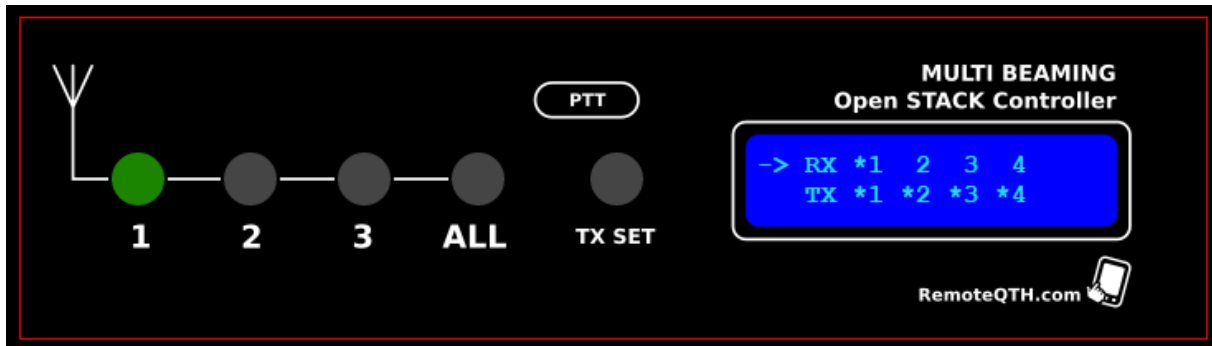 MULTI BEAMING
Open STACK Controller
PTT
-> RX *1 2 3 4
TX *1 *2 *3 *4
1 2 3 ALL TX SET
RemoteQTH.com